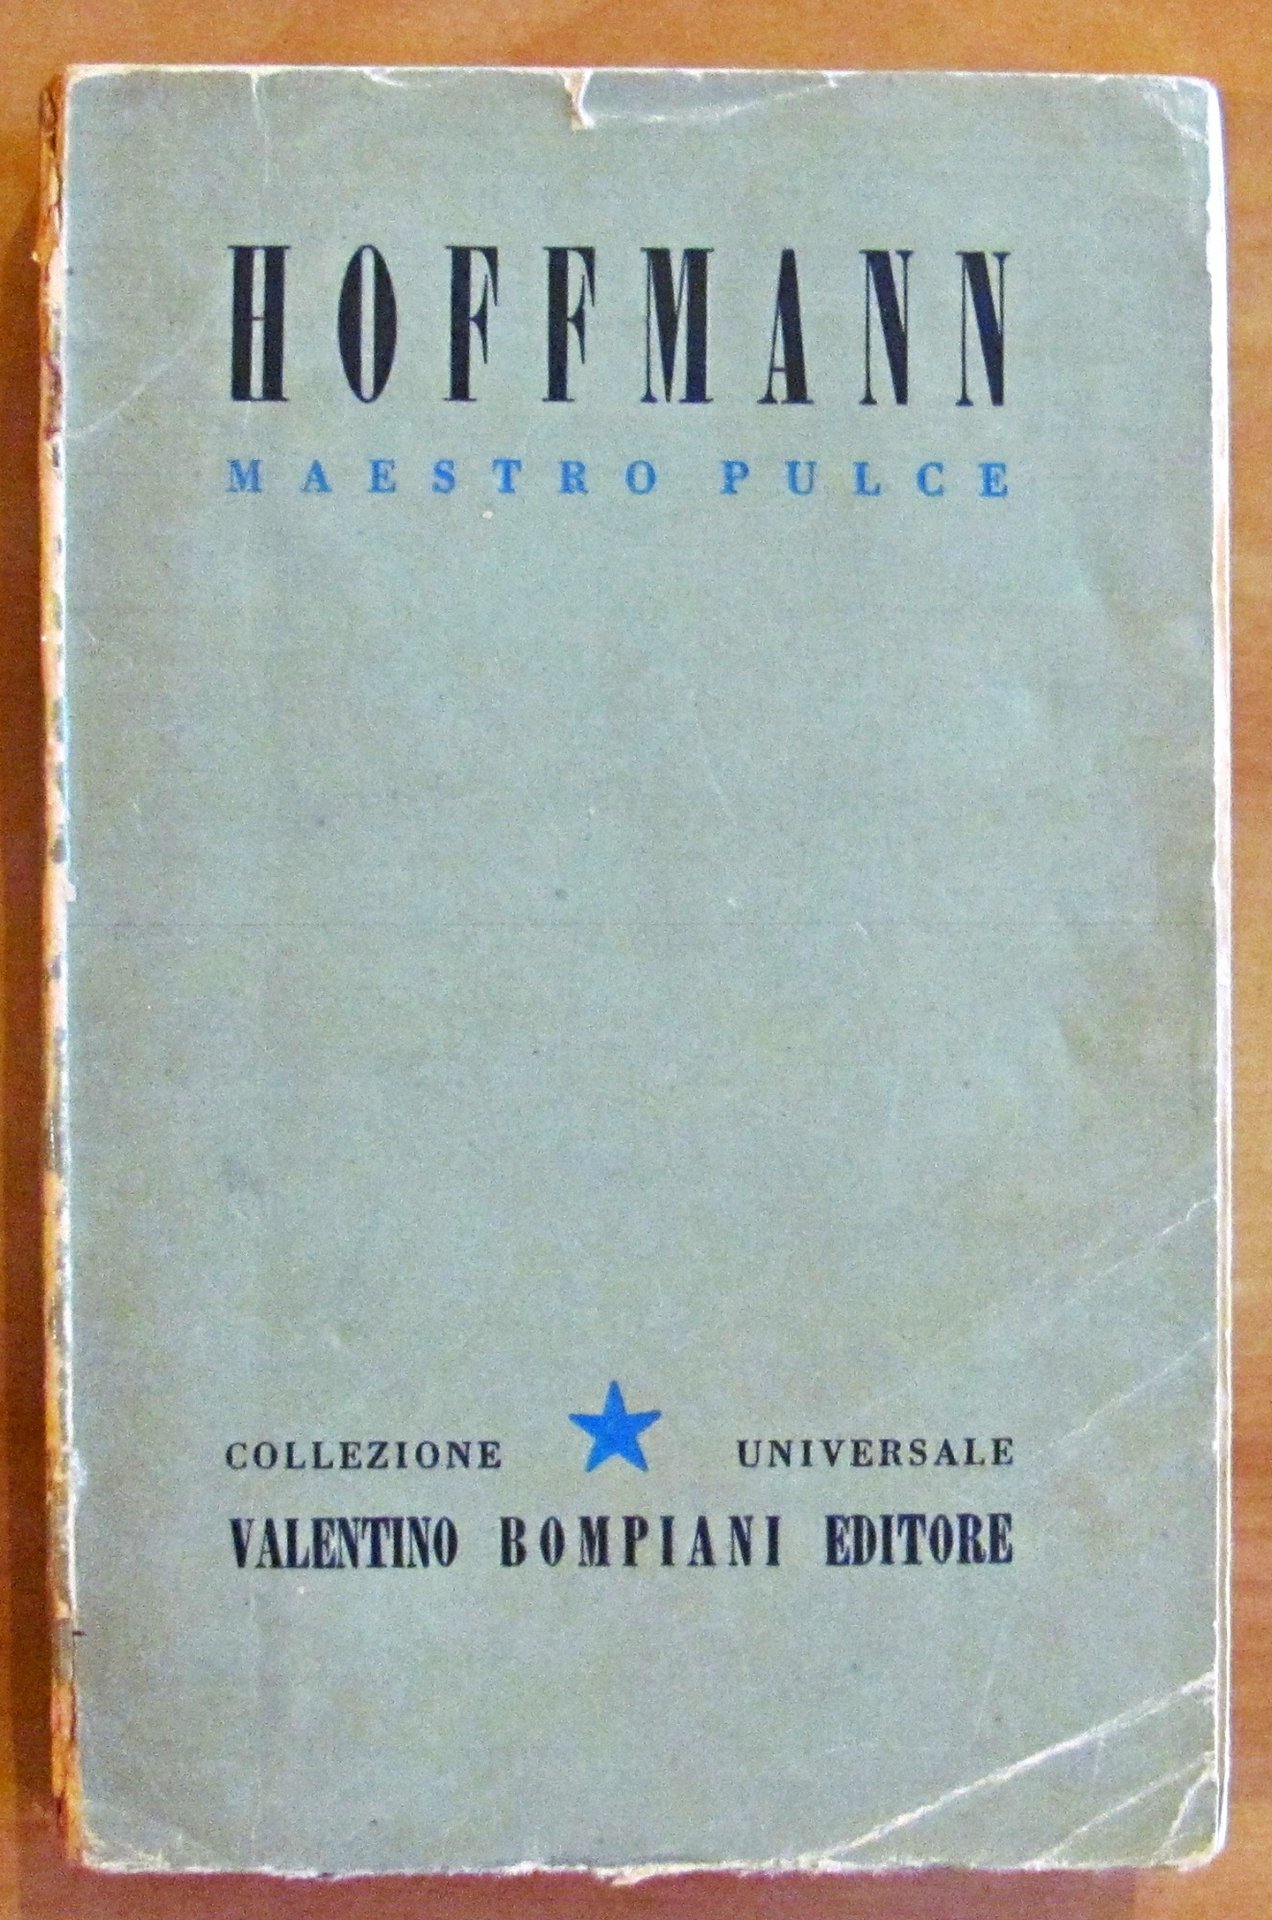 HOFFMANN
MAESTRO PULCE
COLLEZIONE UNIVERSALE
VALENTINO BOMPIANI EDITORE